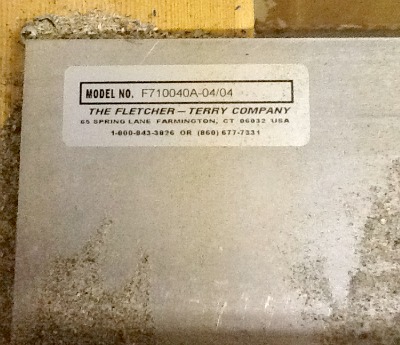 MODEL NO. F710040A-04/04
THE FLETCHER – TERRY COMPANY
65 SPRING LANE FARMINGTON, CT 06032 USA
1-800-843-3826 OR (860) 677-7331